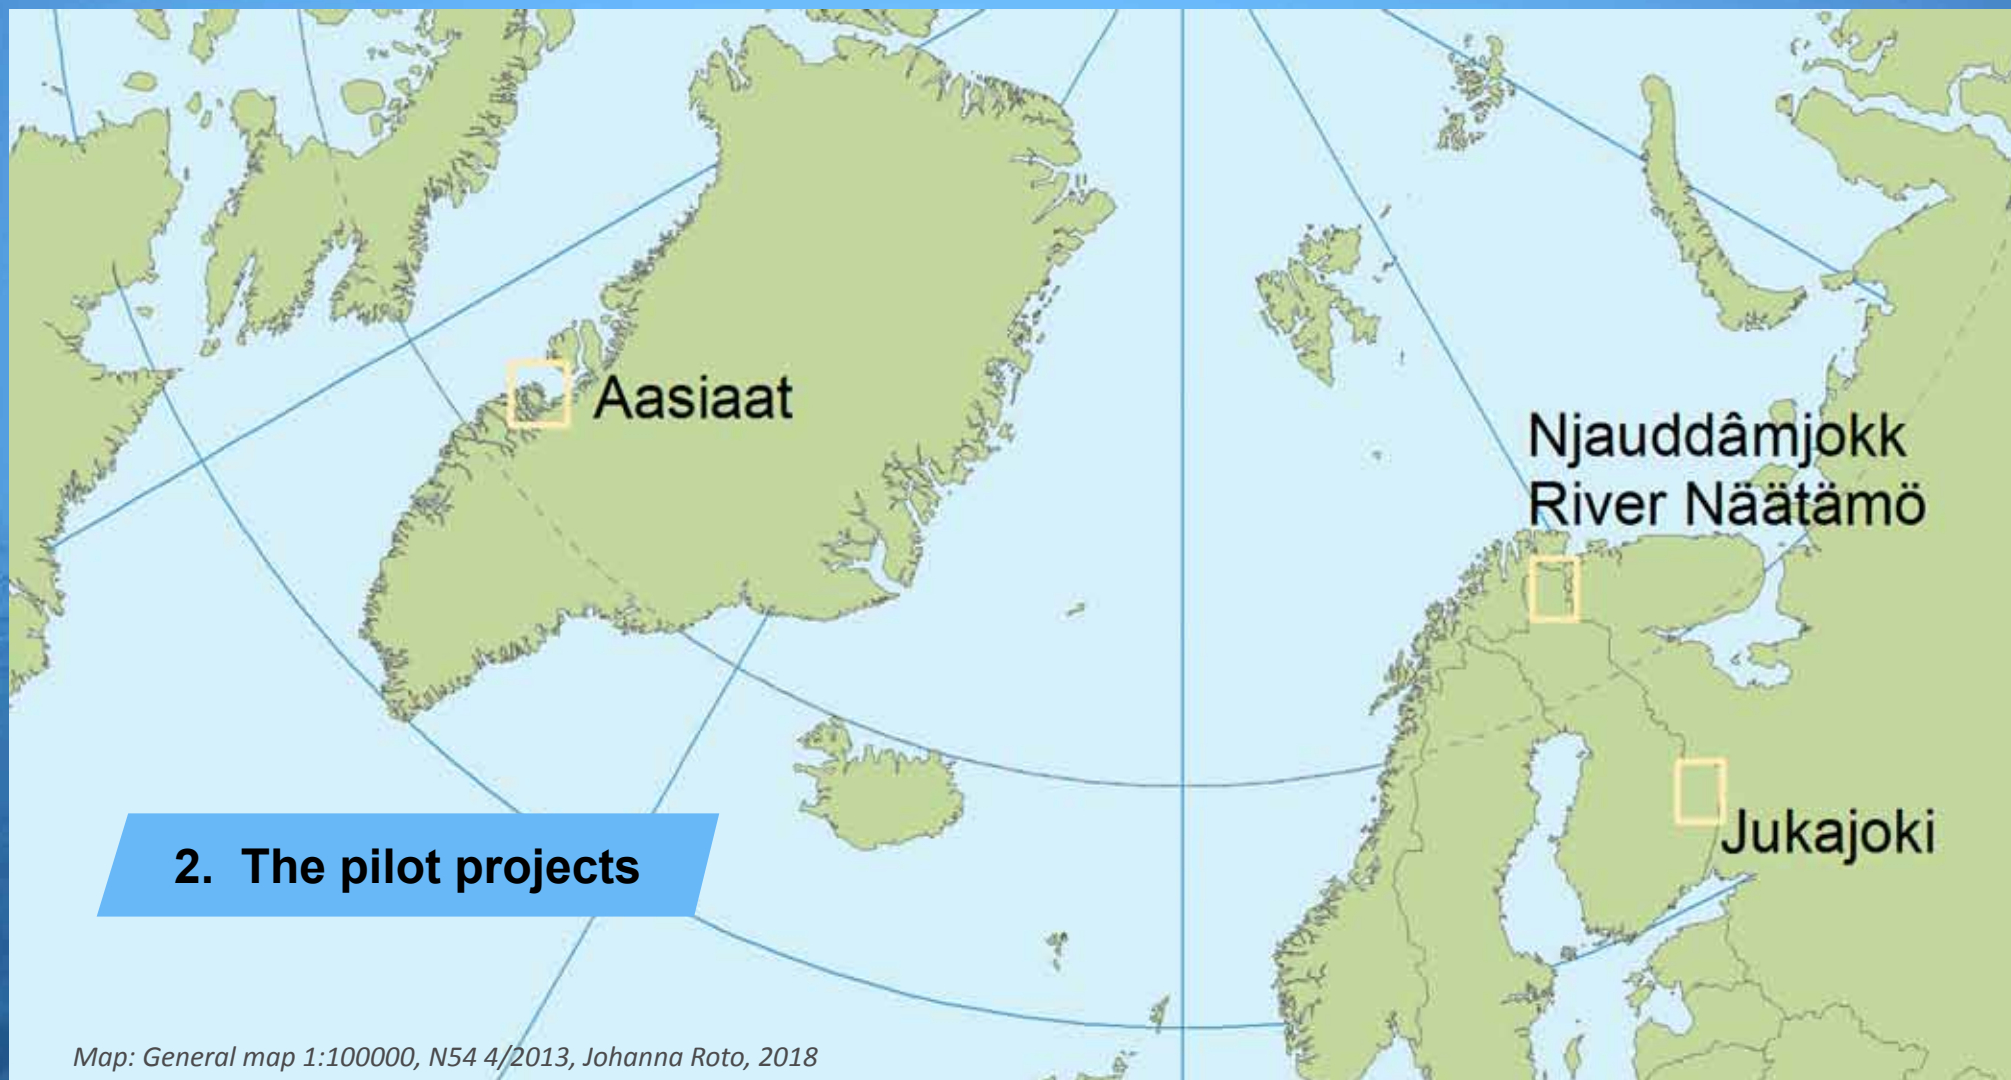 Aasiaat
Njauddâmjokk
River Näätämö
Jukajoki
2. The pilot projects
Map: General map 1:100000, N54 4/2013, Johanna Roto, 2018